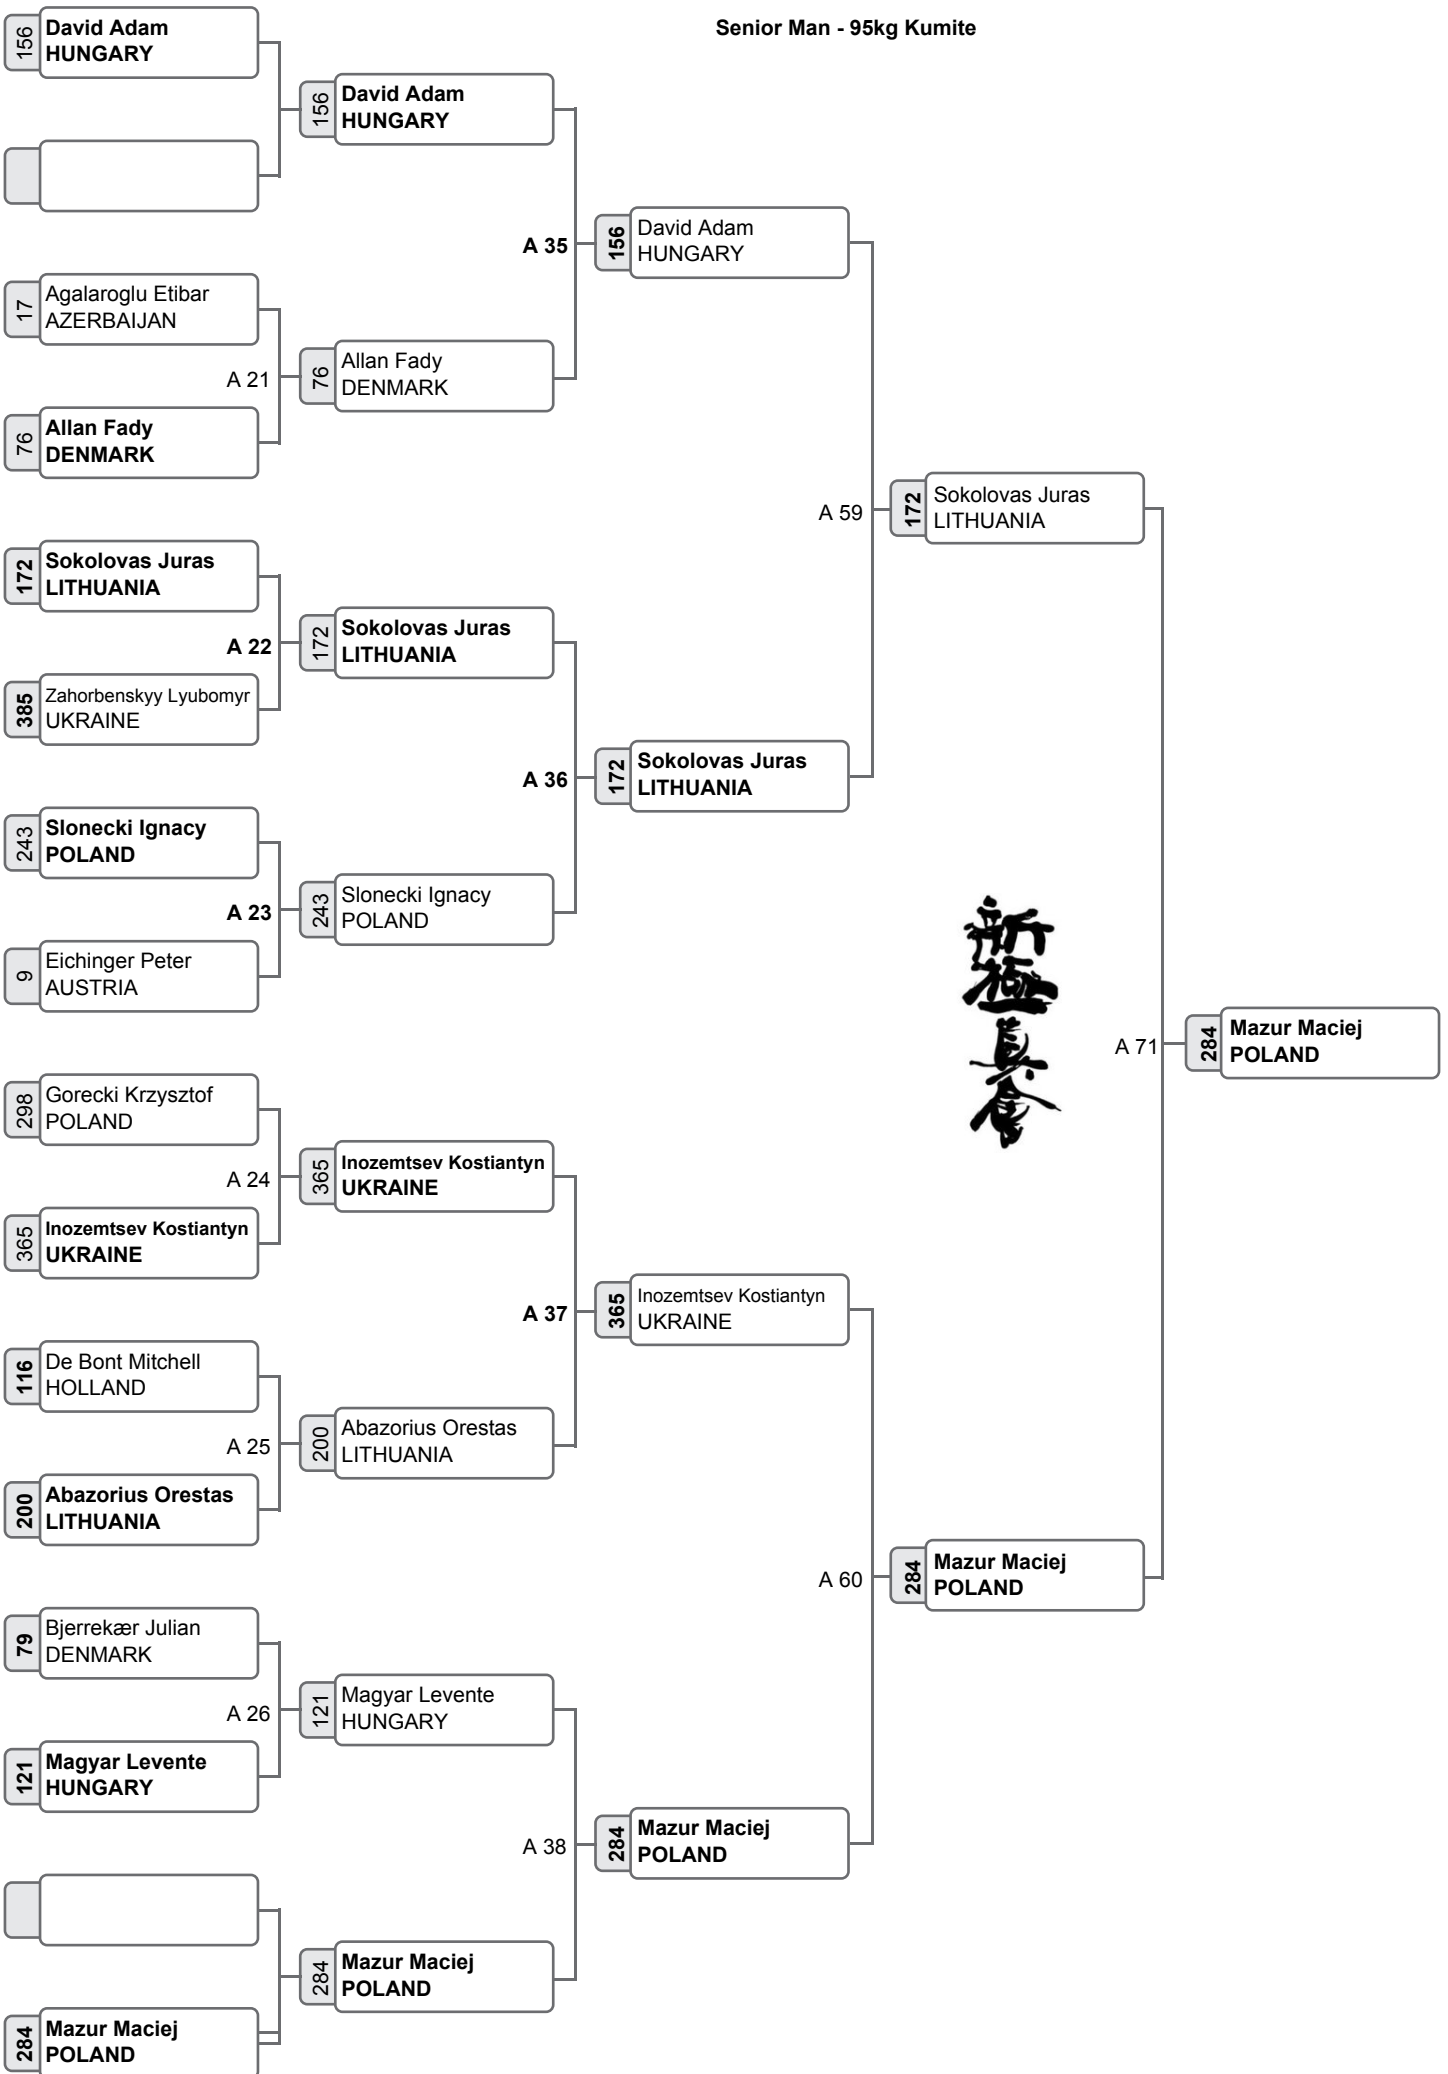 Senior Man - 95kg Kumite
156
David Adam
HUNGARY
17
Agalaroglu Etibar
AZERBAIJAN
A 21
76
Allan Fady
DENMARK
172
Sokolovas Juras
LITHUANIA
A 22
385
Zahorbenskyy Lyubomyr
UKRAINE
243
Slonecki Ignacy
POLAND
A 23
9
Eichinger Peter
AUSTRIA
298
Gorecki Krzysztof
POLAND
A 24
365
Inozemtsev Kostiantyn
UKRAINE
116
De Bont Mitchell
HOLLAND
A 25
200
Abazorius Orestas
LITHUANIA
79
Bjerrekær Julian
DENMARK
A 26
121
Magyar Levente
HUNGARY
284
Mazur Maciej
POLAND
156
David Adam
HUNGARY
A 35
76
Allan Fady
DENMARK
172
Sokolovas Juras
LITHUANIA
A 36
243
Slonecki Ignacy
POLAND
365
Inozemtsev Kostiantyn
UKRAINE
A 37
200
Abazorius Orestas
LITHUANIA
121
Magyar Levente
HUNGARY
A 38
284
Mazur Maciej
POLAND
156
David Adam
HUNGARY
A 59
172
Sokolovas Juras
LITHUANIA
365
Inozemtsev Kostiantyn
UKRAINE
A 60
284
Mazur Maciej
POLAND
172
Sokolovas Juras
LITHUANIA
新極真會
A 71
284
Mazur Maciej
POLAND
284
Mazur Maciej
POLAND